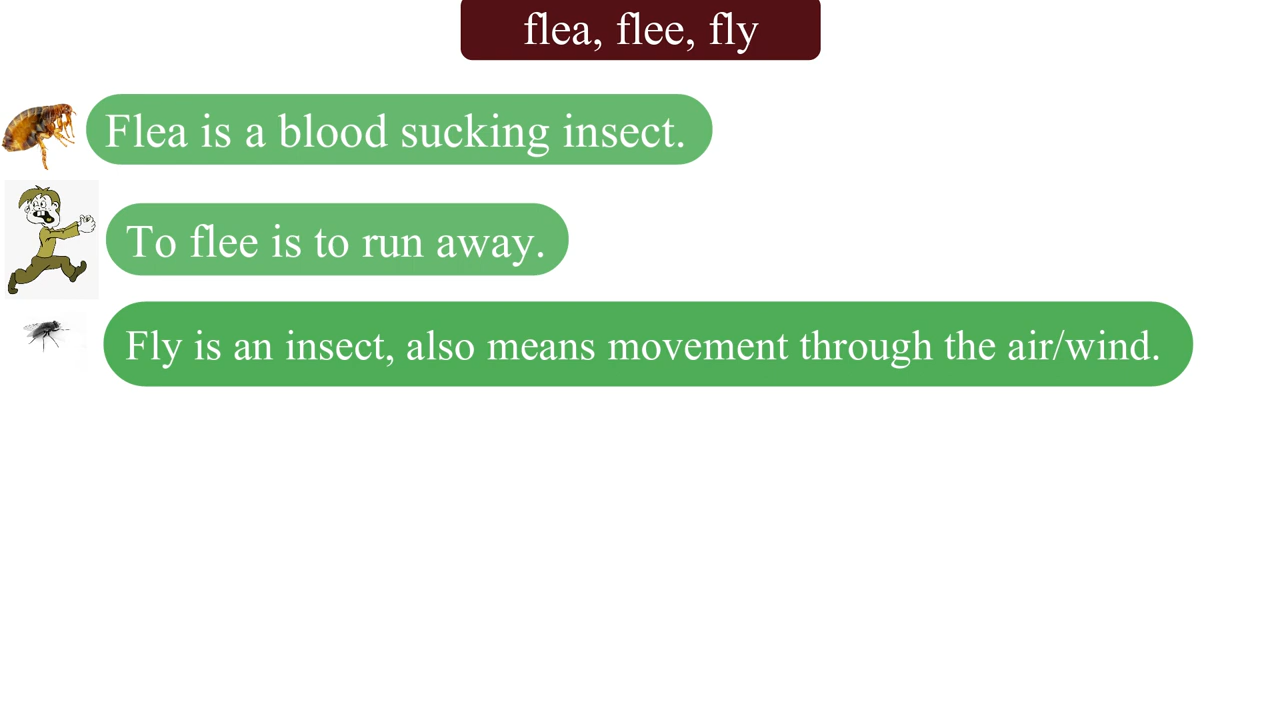 flea, flee, fly
Flea is a blood sucking insect.
To flee is to run away.
Fly is an insect, also means movement through the air/wind.